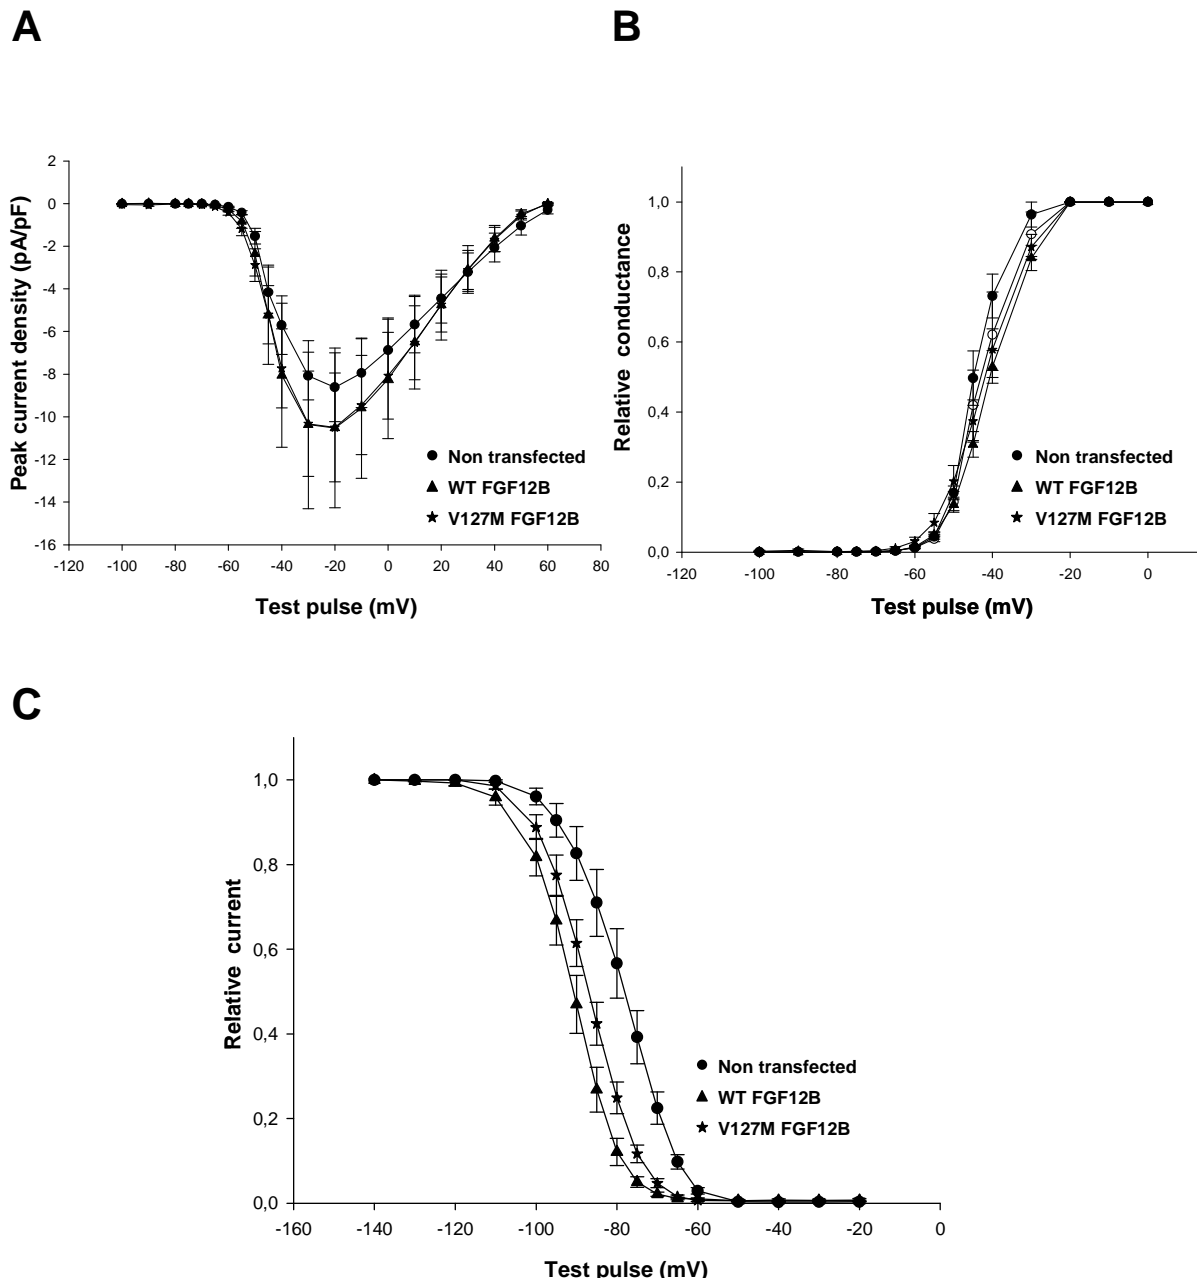 A
B
2
0
-2
-4
-6
-8
-10
-12
-14
-16
-120
-100
-80
-60
-40
-20
0
20
40
60
80
Peak current density (pA/pF)
Test pulse (mV)
Non transfected
WT FGF12B
V127M FGF12B
1,0
0,8
0,6
0,4
0,2
0,0
-120
-100
-80
-60
-40
-20
0
Relative conductance
Test pulse (mV)
Non transfected
WT FGF12B
V127M FGF12B
C
1,0
0,8
0,6
0,4
0,2
0,0
-160
-140
-120
-100
-80
-60
-40
-20
0
Relative current
Test pulse (mV)
Non transfected
WT FGF12B
V127M FGF12B